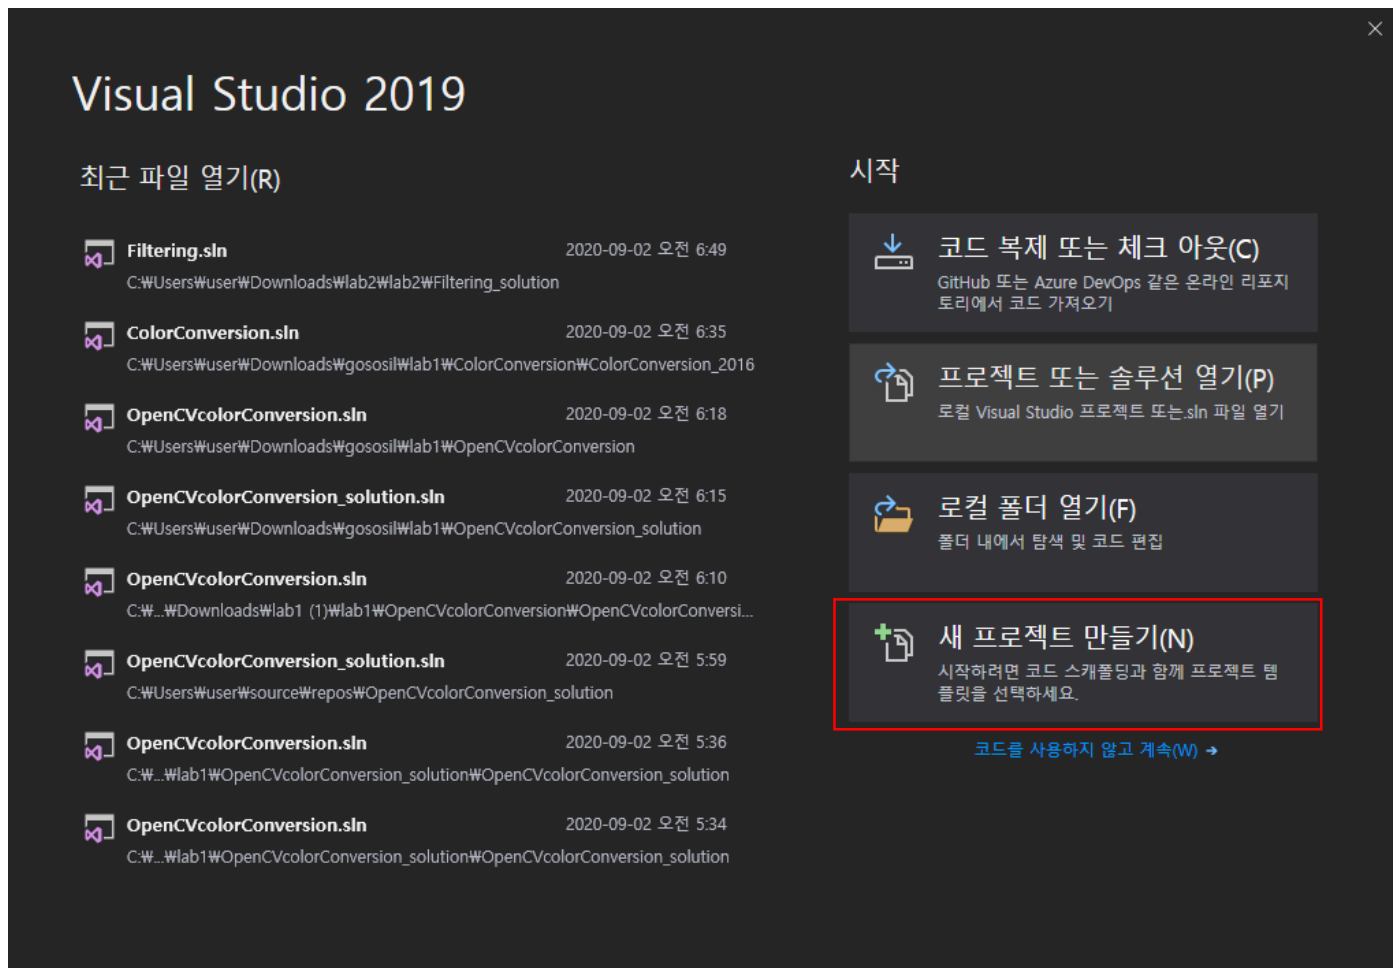 Visual Studio 2019
최근 파일 열기(R)
Filtering.sln 2020-09-02 오전 6:49
C:₩Users₩user₩Downloads₩lab2₩lab2₩Filtering_solution
ColorConversion.sln 2020-09-02 오전 6:35
C:₩Users₩user₩Downloads₩gososil₩lab1₩ColorConversion₩ColorConversion_2016
OpenCVcolorConversion.sln 2020-09-02 오전 6:18
C:₩Users₩user₩Downloads₩gososil₩lab1₩OpenCVcolorConversion
OpenCVcolorConversion_solution.sln 2020-09-02 오전 6:15
C:₩Users₩user₩Downloads₩gososil₩lab1₩OpenCVcolorConversion_solution
OpenCVcolorConversion.sln 2020-09-02 오전 6:10
C:₩...₩Downloads₩lab1 (1)₩lab1₩OpenCVcolorConversion₩OpenCVcolorConversi...
OpenCVcolorConversion_solution.sln 2020-09-02 오전 5:59
C:₩Users₩user₩source₩repos₩OpenCVcolorConversion_solution
OpenCVcolorConversion.sln 2020-09-02 오전 5:36
C:₩...₩lab1₩OpenCVcolorConversion_solution₩OpenCVcolorConversion_solution
OpenCVcolorConversion.sln 2020-09-02 오전 5:34
C:₩...₩lab1₩OpenCVcolorConversion_solution₩OpenCVcolorConversion_solution
시작
코드 복제 또는 체크 아웃(C)
GitHub 또는 Azure DevOps 같은 온라인 리포지
토리에서 코드 가져오기
프로젝트 또는 솔루션 열기(P)
로컬 Visual Studio 프로젝트 또는.sln 파일 열기
로컬 폴더 열기(F)
폴더 내에서 탐색 및 코드 편집
새 프로젝트 만들기(N)
시작하려면 코드 스캐폴딩과 함께 프로젝트 템
플릿을 선택하세요.
코드를 사용하지 않고 계속(W) →